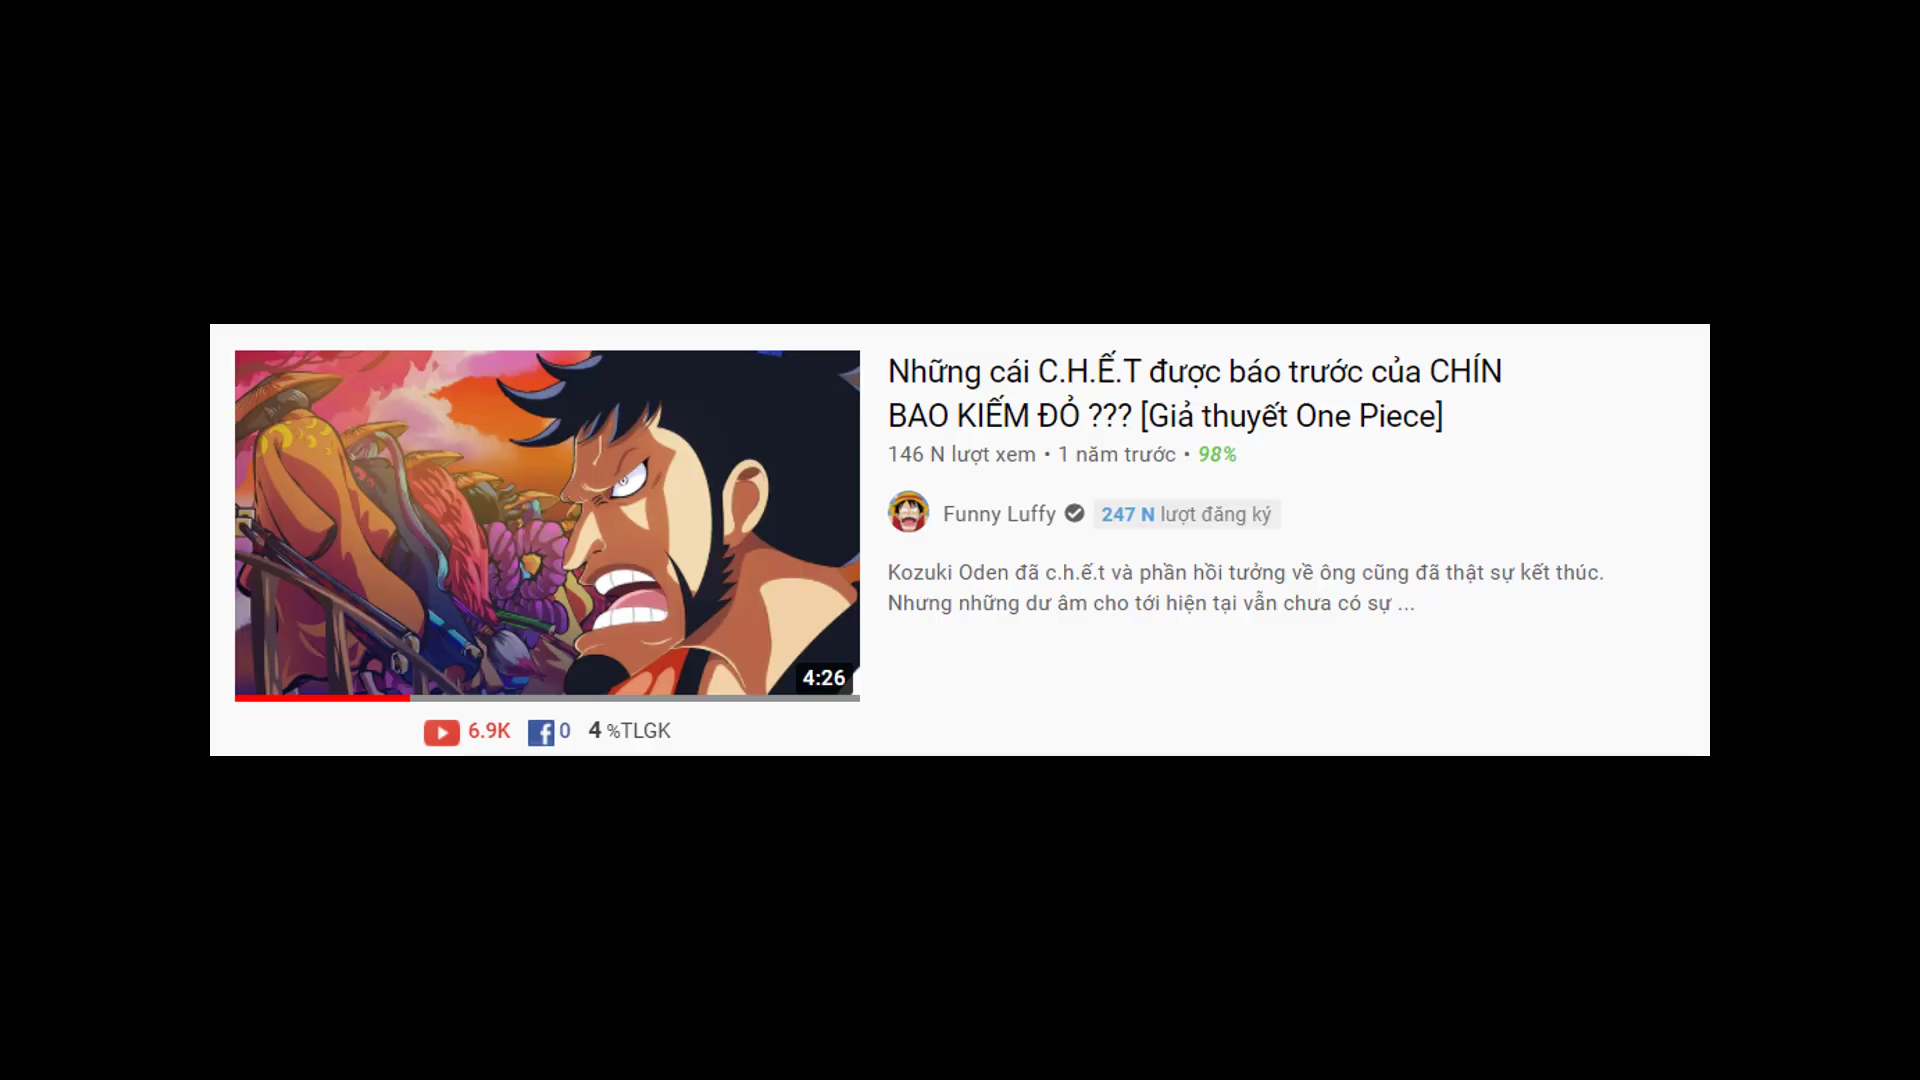 Những cái C.H.Ế.T được báo trước của CHÍN
BAO KIẾM ĐỎ ??? [Giả thuyết One Piece]
146 N lượt xem • 1 năm trước • 98%
Funny Luffy 247 N lượt đăng ký
Kozuki Oden đã c.h.ế.t và phần hồi tưởng về ông cũng đã thật sự kết thúc.
Nhưng những dư âm cho tới hiện tại vẫn chưa có sự ...
4:26
6.9K f 0 4 %TLGK